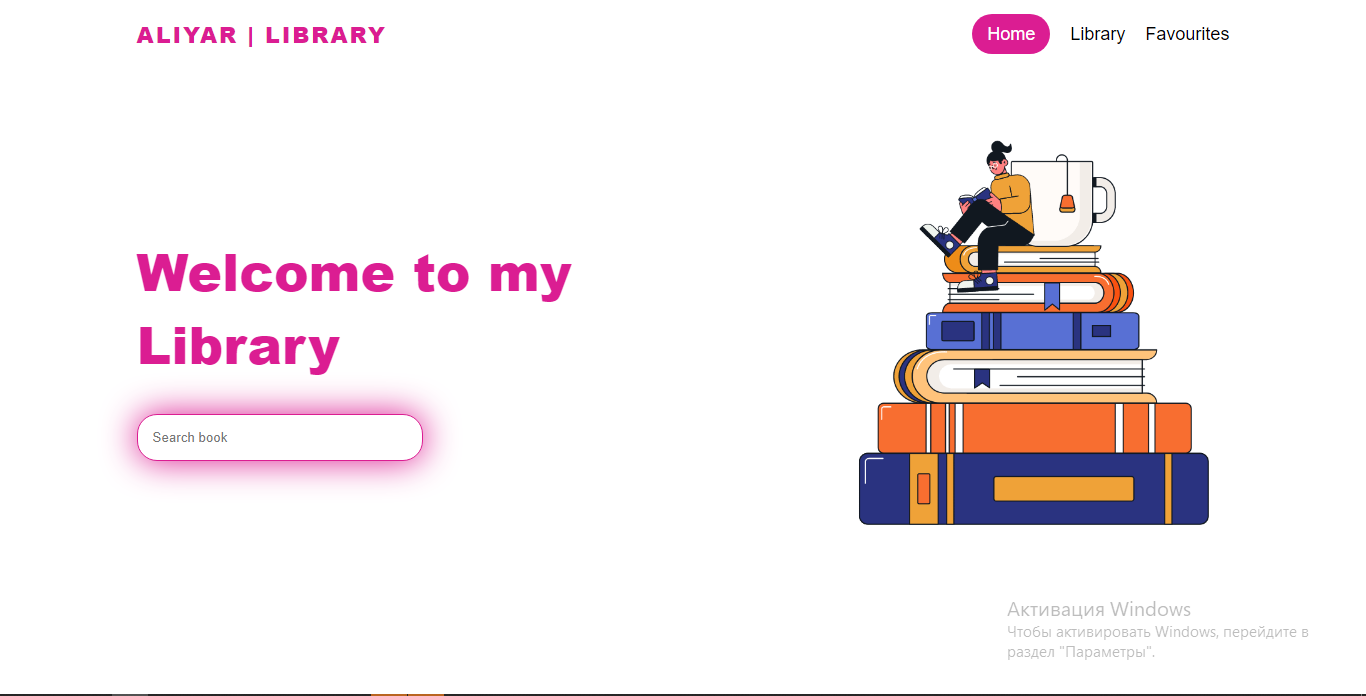 ALIYAR | LIBRARY
Home Library Favourites
Welcome to my
Library
Search book
Активация Windows
Чтобы активировать Windows, перейдите в
раздел "Параметры".